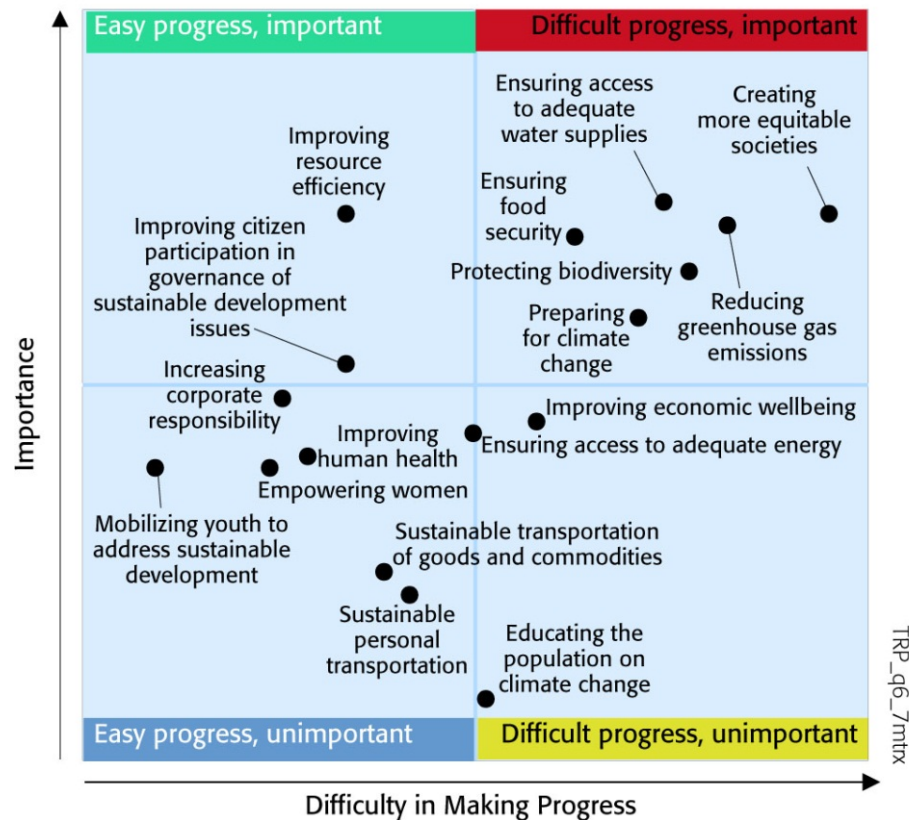 Easy progress, important
Difficult progress, important
Ensuring access
to adequate
water supplies
Creating
more equitable
societies
Improving
resource
efficiency
Ensuring
food
security
Improving citizen
participation in
governance of
sustainable development
issues
Protecting biodiversity
Preparing
for climate
change
Reducing
greenhouse gas
emissions
Increasing
corporate
responsibility
Improving economic wellbeing
Improving
human health
Ensuring access to adequate energy
Empowering women
Mobilizing youth to
address sustainable
development
Sustainable transportation
of goods and commodities
Sustainable
personal
transportation
Educating the
population on
climate change
Easy progress, unimportant
Difficult progress, unimportant
Importance
Difficulty in Making Progress
TRP_q6_7mtrx